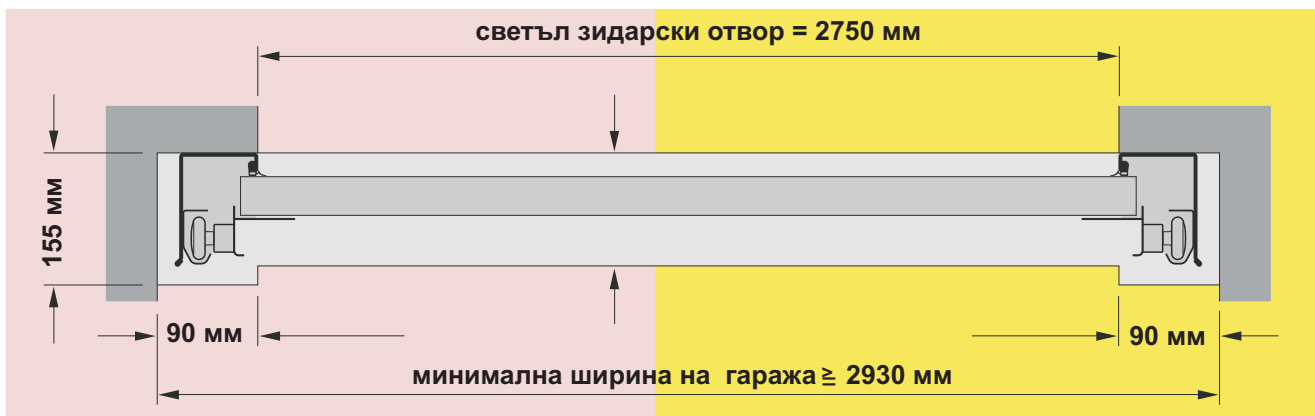 светъл зидарски отвор = 2750 мм
155 мм
90 мм
90 мм
минимална ширина на гаража ≧ 2930 мм